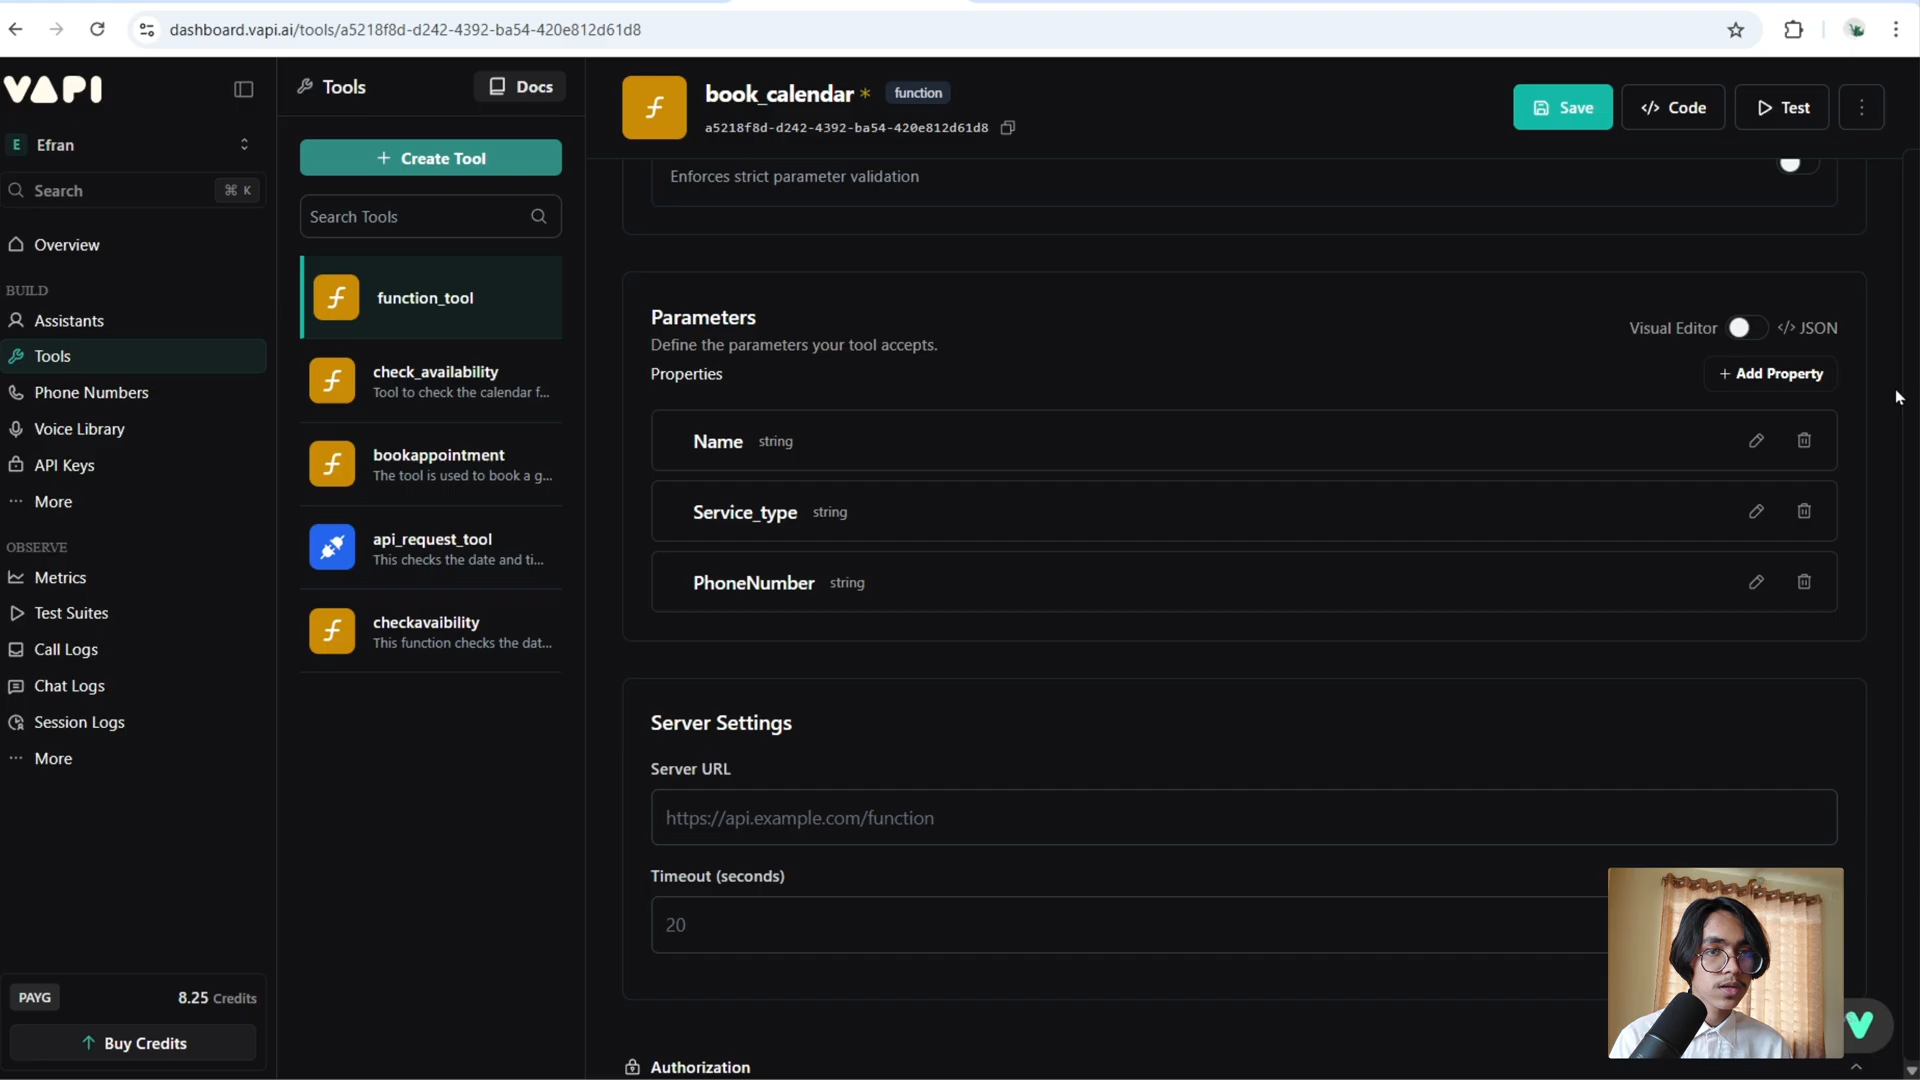 dashboard.vapi.ai/tools/a5218f8d-d242-4392-ba54-420e812d61d8
VAPI
E Efran
Search ⌘ K
Overview
BUILD
Assistants
Tools
Phone Numbers
Voice Library
API Keys
More
OBSERVE
Metrics
Test Suites
Call Logs
Chat Logs
Session Logs
More
PAYG 8.25 Credits
Buy Credits
Tools Docs
+ Create Tool
Search Tools
function_tool
check_availability
Tool to check the calendar f...
bookappointment
The tool is used to book a g...
api_request_tool
This checks the date and ti...
checkavaibility
This function checks the dat...
book_calendar * function
a5218f8d-d242-4392-ba54-420e812d61d8
Save </> Code Test
Enforces strict parameter validation
Parameters
Define the parameters your tool accepts.
Visual Editor </> JSON
Properties
+ Add Property
Name string
Service_type string
PhoneNumber string
Server Settings
Server URL
https://api.example.com/function
Timeout (seconds)
20
Authorization